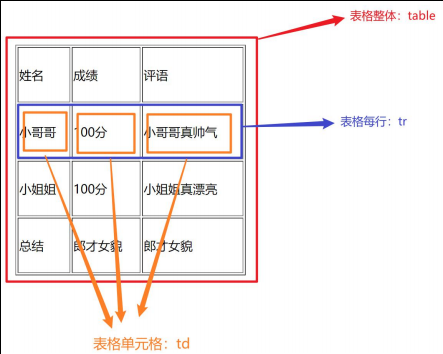 表格整体：table
姓名 成绩 评语
小哥哥 100分 小哥哥真帅气
表格每行：tr
小姐姐 100分 小姐姐真漂亮
总结 郎才女貌 郎才女貌
表格单元格：td